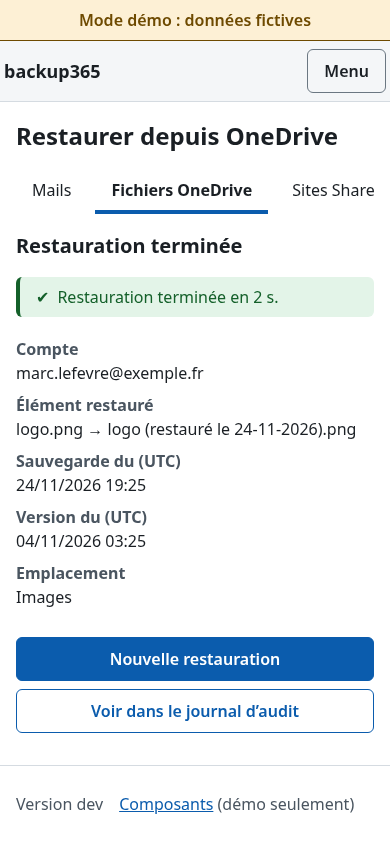 Mode démo : données fictives
backup365
Menu
Restaurer depuis OneDrive
Mails
Fichiers OneDrive
Sites Share
Restauration terminée
✔ Restauration terminée en 2 s.
Compte
marc.lefevre@exemple.fr
Élément restauré
logo.png → logo (restauré le 24-11-2026).png
Sauvegarde du (UTC)
24/11/2026 19:25
Version du (UTC)
04/11/2026 03:25
Emplacement
Images
Nouvelle restauration
Voir dans le journal d’audit
Version dev Composants (démo seulement)